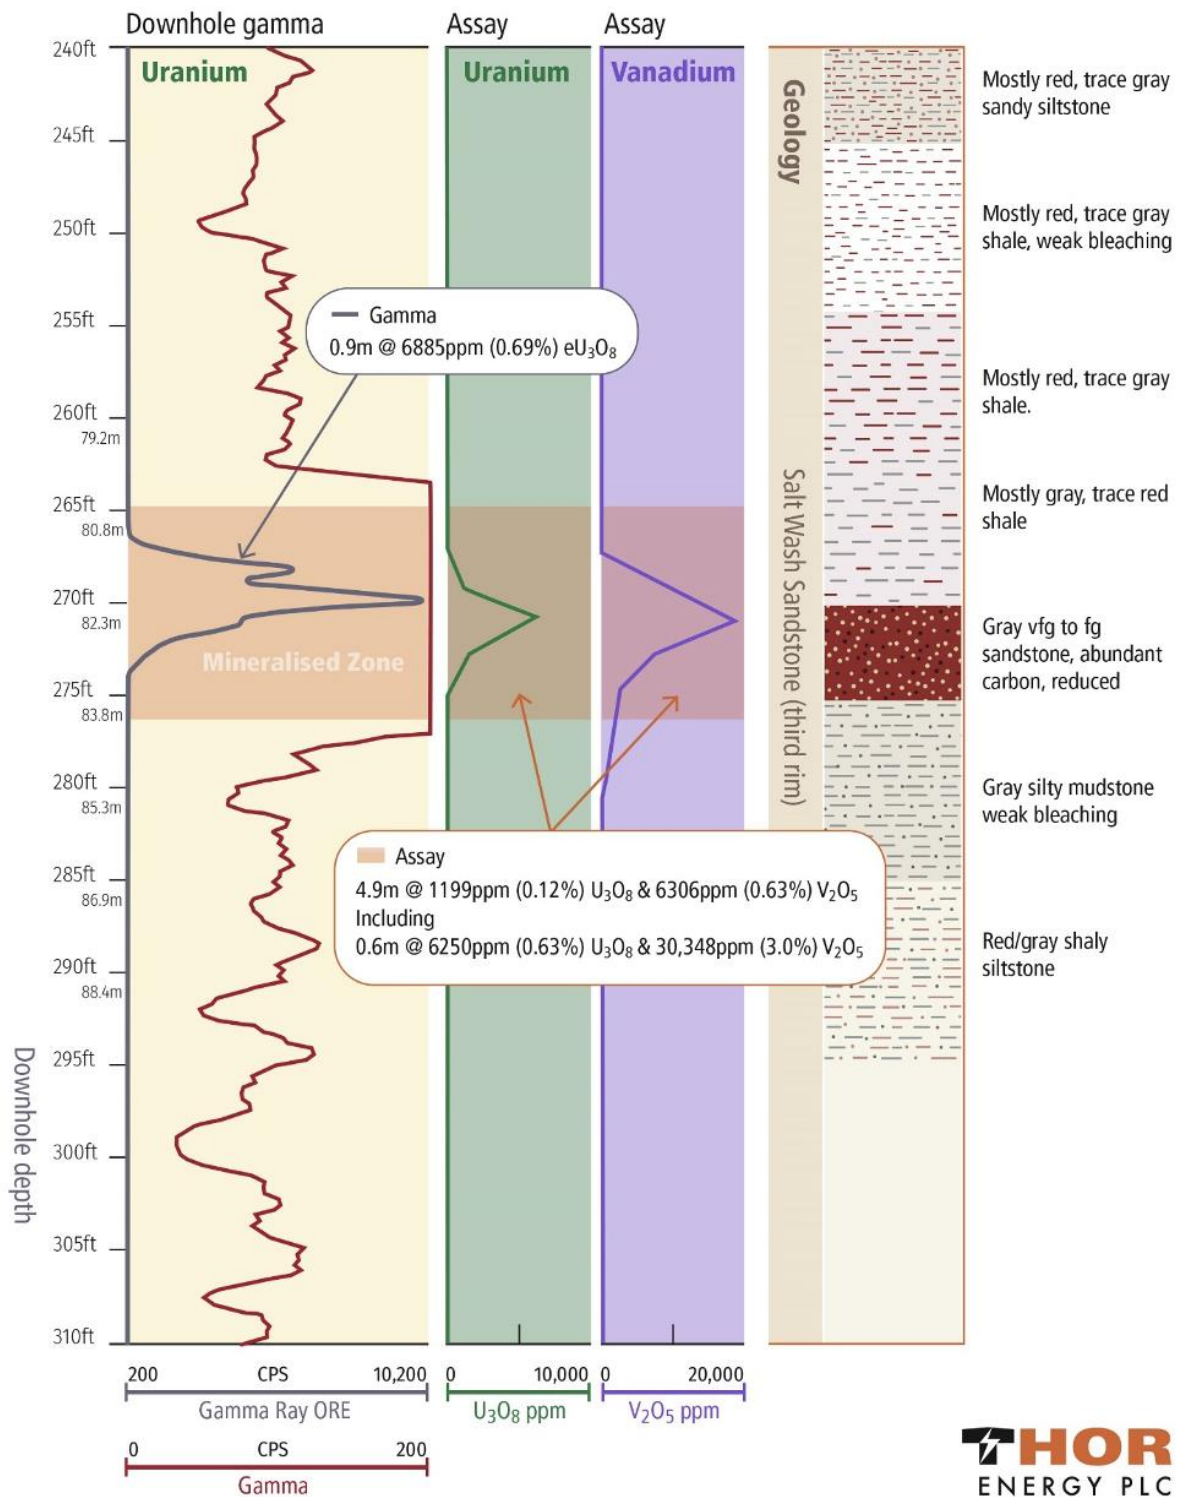 Downhole gamma
Assay
Assay
Uranium
Uranium
Vanadium
Geology
Salt Wash Sandstone (third rim)
240ft
245ft
250ft
255ft
260ft
79.2m
265ft
80.8m
270ft
82.3m
275ft
83.8m
280ft
85.3m
285ft
86.9m
290ft
88.4m
295ft
300ft
305ft
310ft
Downhole depth
Gamma
0.9m @ 6885ppm (0.69%) eU₃O₈
Mineralised Zone
Assay
4.9m @ 1199ppm (0.12%) U₃O₈ & 6306ppm (0.63%) V₂O₅
Including
0.6m @ 6250ppm (0.63%) U₃O₈ & 30,348ppm (3.0%) V₂O₅
Mostly red, trace gray
sandy siltstone
Mostly red, trace gray
shale, weak bleaching
Mostly red, trace gray
shale.
Mostly gray, trace red
shale
Gray vfg to fg
sandstone, abundant
carbon, reduced
Gray silty mudstone
weak bleaching
Red/gray shaly
siltstone
200 CPS 10,200
Gamma Ray ORE
0 CPS 200
Gamma
0 10,000
U₃O₈ ppm
0 20,000
V₂O₅ ppm
THOR
ENERGY PLC